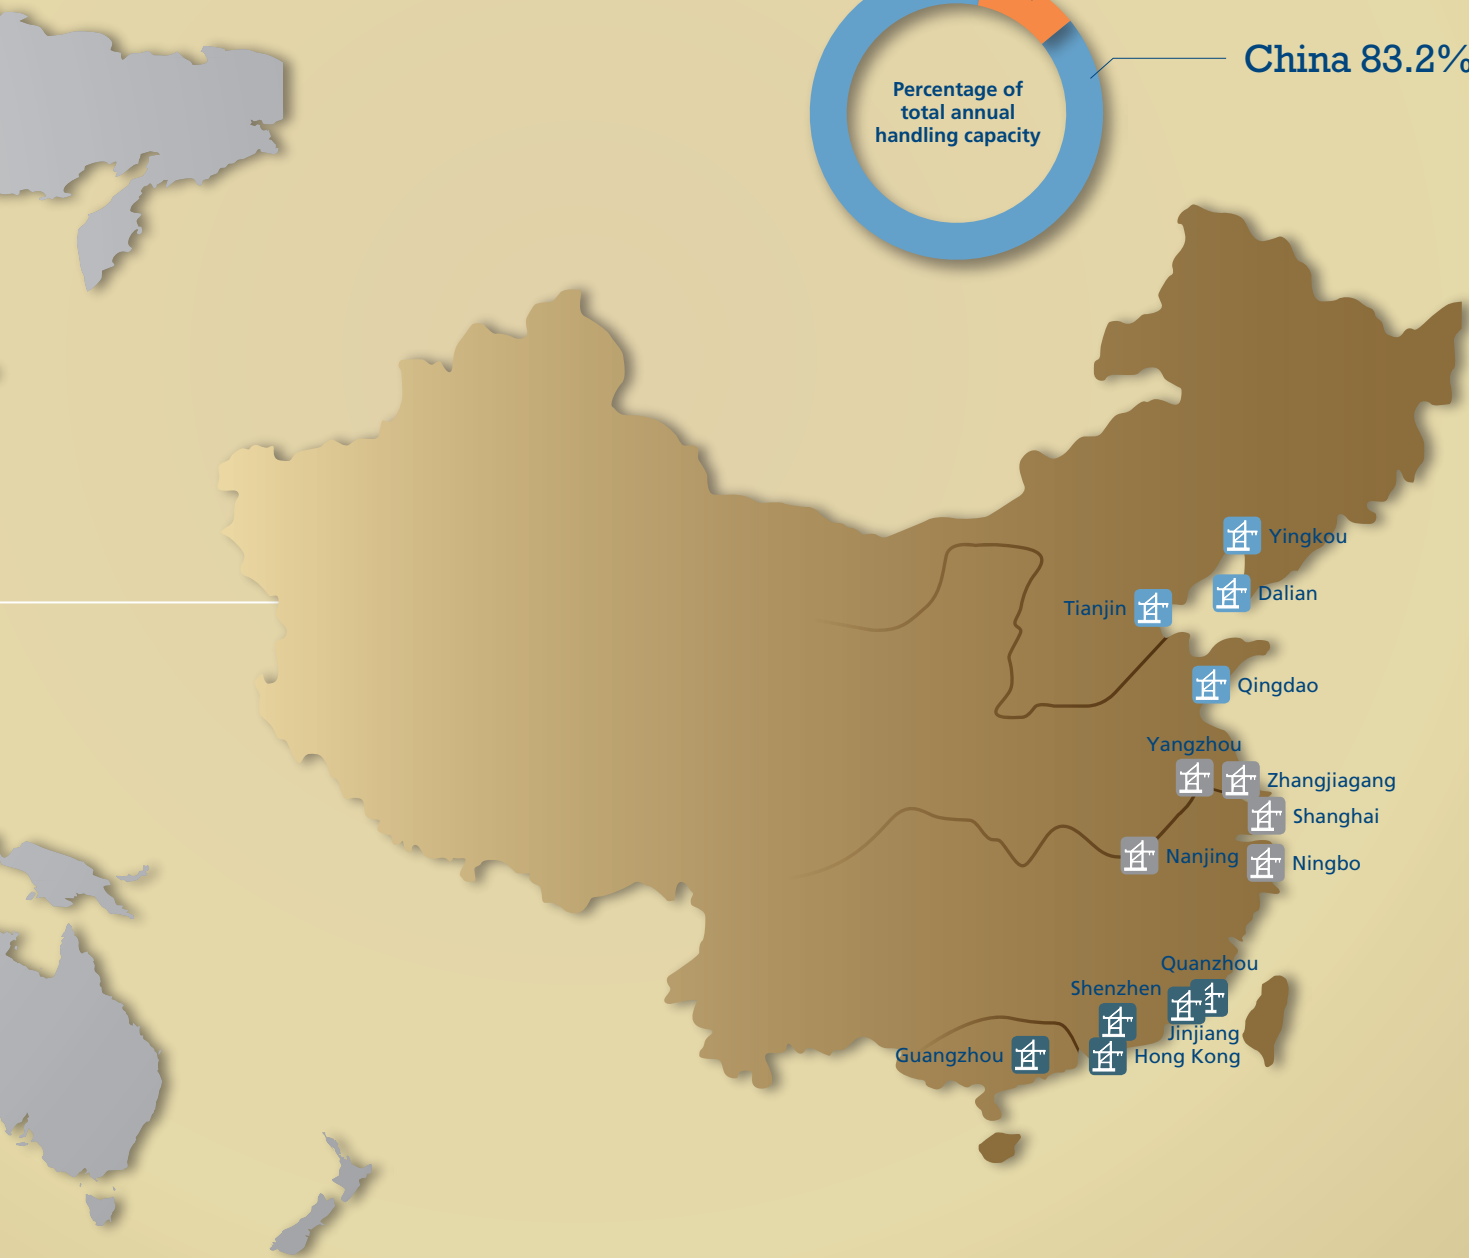 Percentage of
total annual
handling capacity
China 83.2%
Yingkou
Dalian
Tianjin
Qingdao
Yangzhou
Zhangjiagang
Shanghai
Nanjing
Ningbo
Quanzhou
Shenzhen
Jinjiang
Guangzhou
Hong Kong